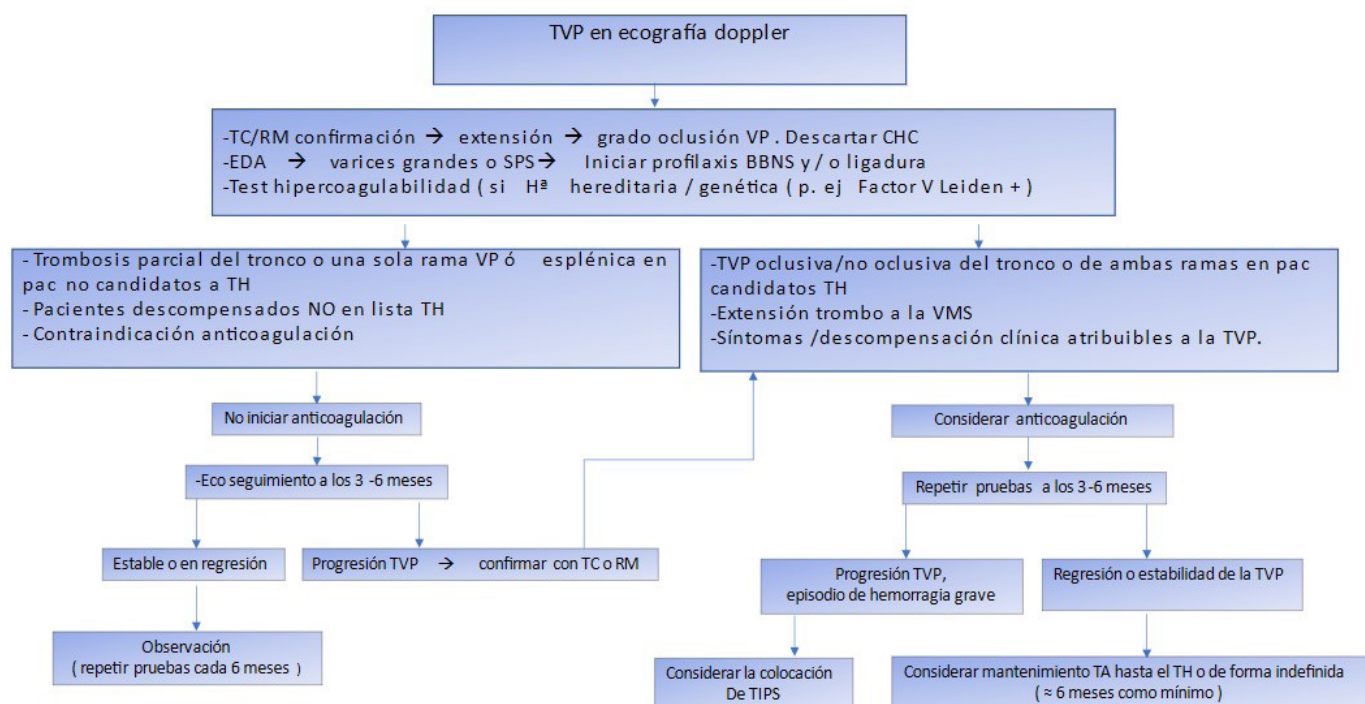 TVP en ecografía doppler
-TC/RM confirmación → extensión → grado oclusión VP . Descartar CHC
-EDA → varices grandes o SPS→ Iniciar profilaxis BBNS y / o ligadura
-Test hipercoagulabilidad ( si Hª hereditaria / genética ( p. ej Factor V Leiden + )
- Trombosis parcial del tronco o una sola rama VP ó esplénica en
pac no candidatos a TH
- Pacientes descompensados NO en lista TH
- Contraindicación anticoagulación
-TVP oclusiva/no oclusiva del tronco o de ambas ramas en pac
candidatos TH
-Extensión trombo a la VMS
-Síntomas /descompensación clínica atribuibles a la TVP.
No iniciar anticoagulación
Considerar anticoagulación
-Eco seguimiento a los 3 -6 meses
Repetir pruebas a los 3-6 meses
Estable o en regresión
Progresión TVP → confirmar con TC o RM
Progresión TVP,
episodio de hemorragia grave
Regresión o estabilidad de la TVP
Observación
( repetir pruebas cada 6 meses )
Considerar la colocación
De TIPS
Considerar mantenimiento TA hasta el TH o de forma indefinida
( ≈ 6 meses como mínimo )